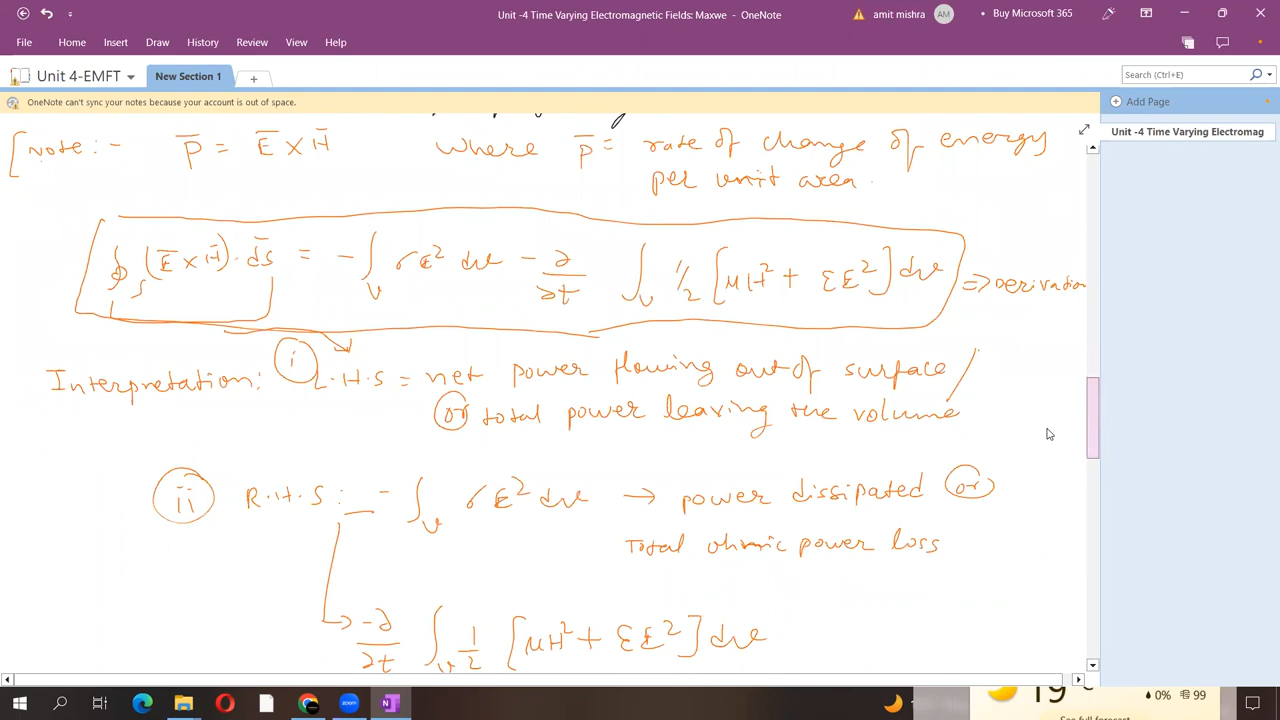 Unit -4 Time Varying Electromagnetic Fields: Maxwe - OneNote
amit mishra AM Buy Microsoft 365
File Home Insert Draw History Review View Help
Unit 4-EMFT New Section 1 + Search (Ctrl+E)
OneNote can't sync your notes because your account is out of space.
Add Page
Unit -4 Time Varying Electromag
[Note:- P̅ = E̅ × H̅ where P̅ = rate of change of energy
per unit area.
∮s (E̅ × H̅)·d̅s = - ∫v σE² dv - ∂/∂t ∫v 1/2 [μH² + εE²] dv => Derivation
Interpretation: i L.H.S = net power flowing out of surface /
or total power leaving the volume
ii R.H.S: - ∫v σE² dv → power dissipated or
Total ohmic power loss
→ -∂/∂t ∫v 1/2 [μH² + εE²] dv
0% 99